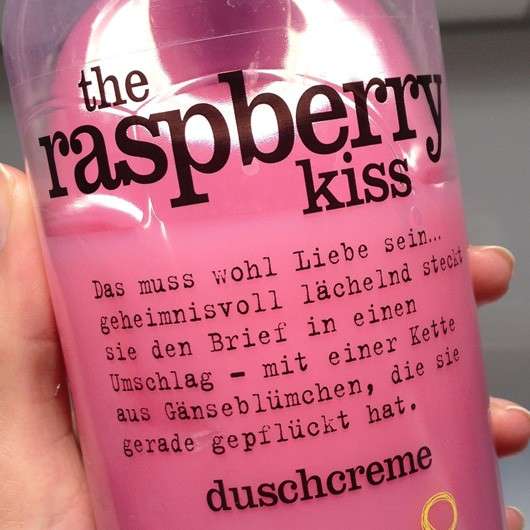 the
raspberry
kiss
Das muss wohl Liebe sein...
geheimnisvoll lächelnd steckt
sie den Brief in einen
Umschlag – mit einer Kette
aus Gänseblümchen, die sie
gerade gepflückt hat.
duschcreme